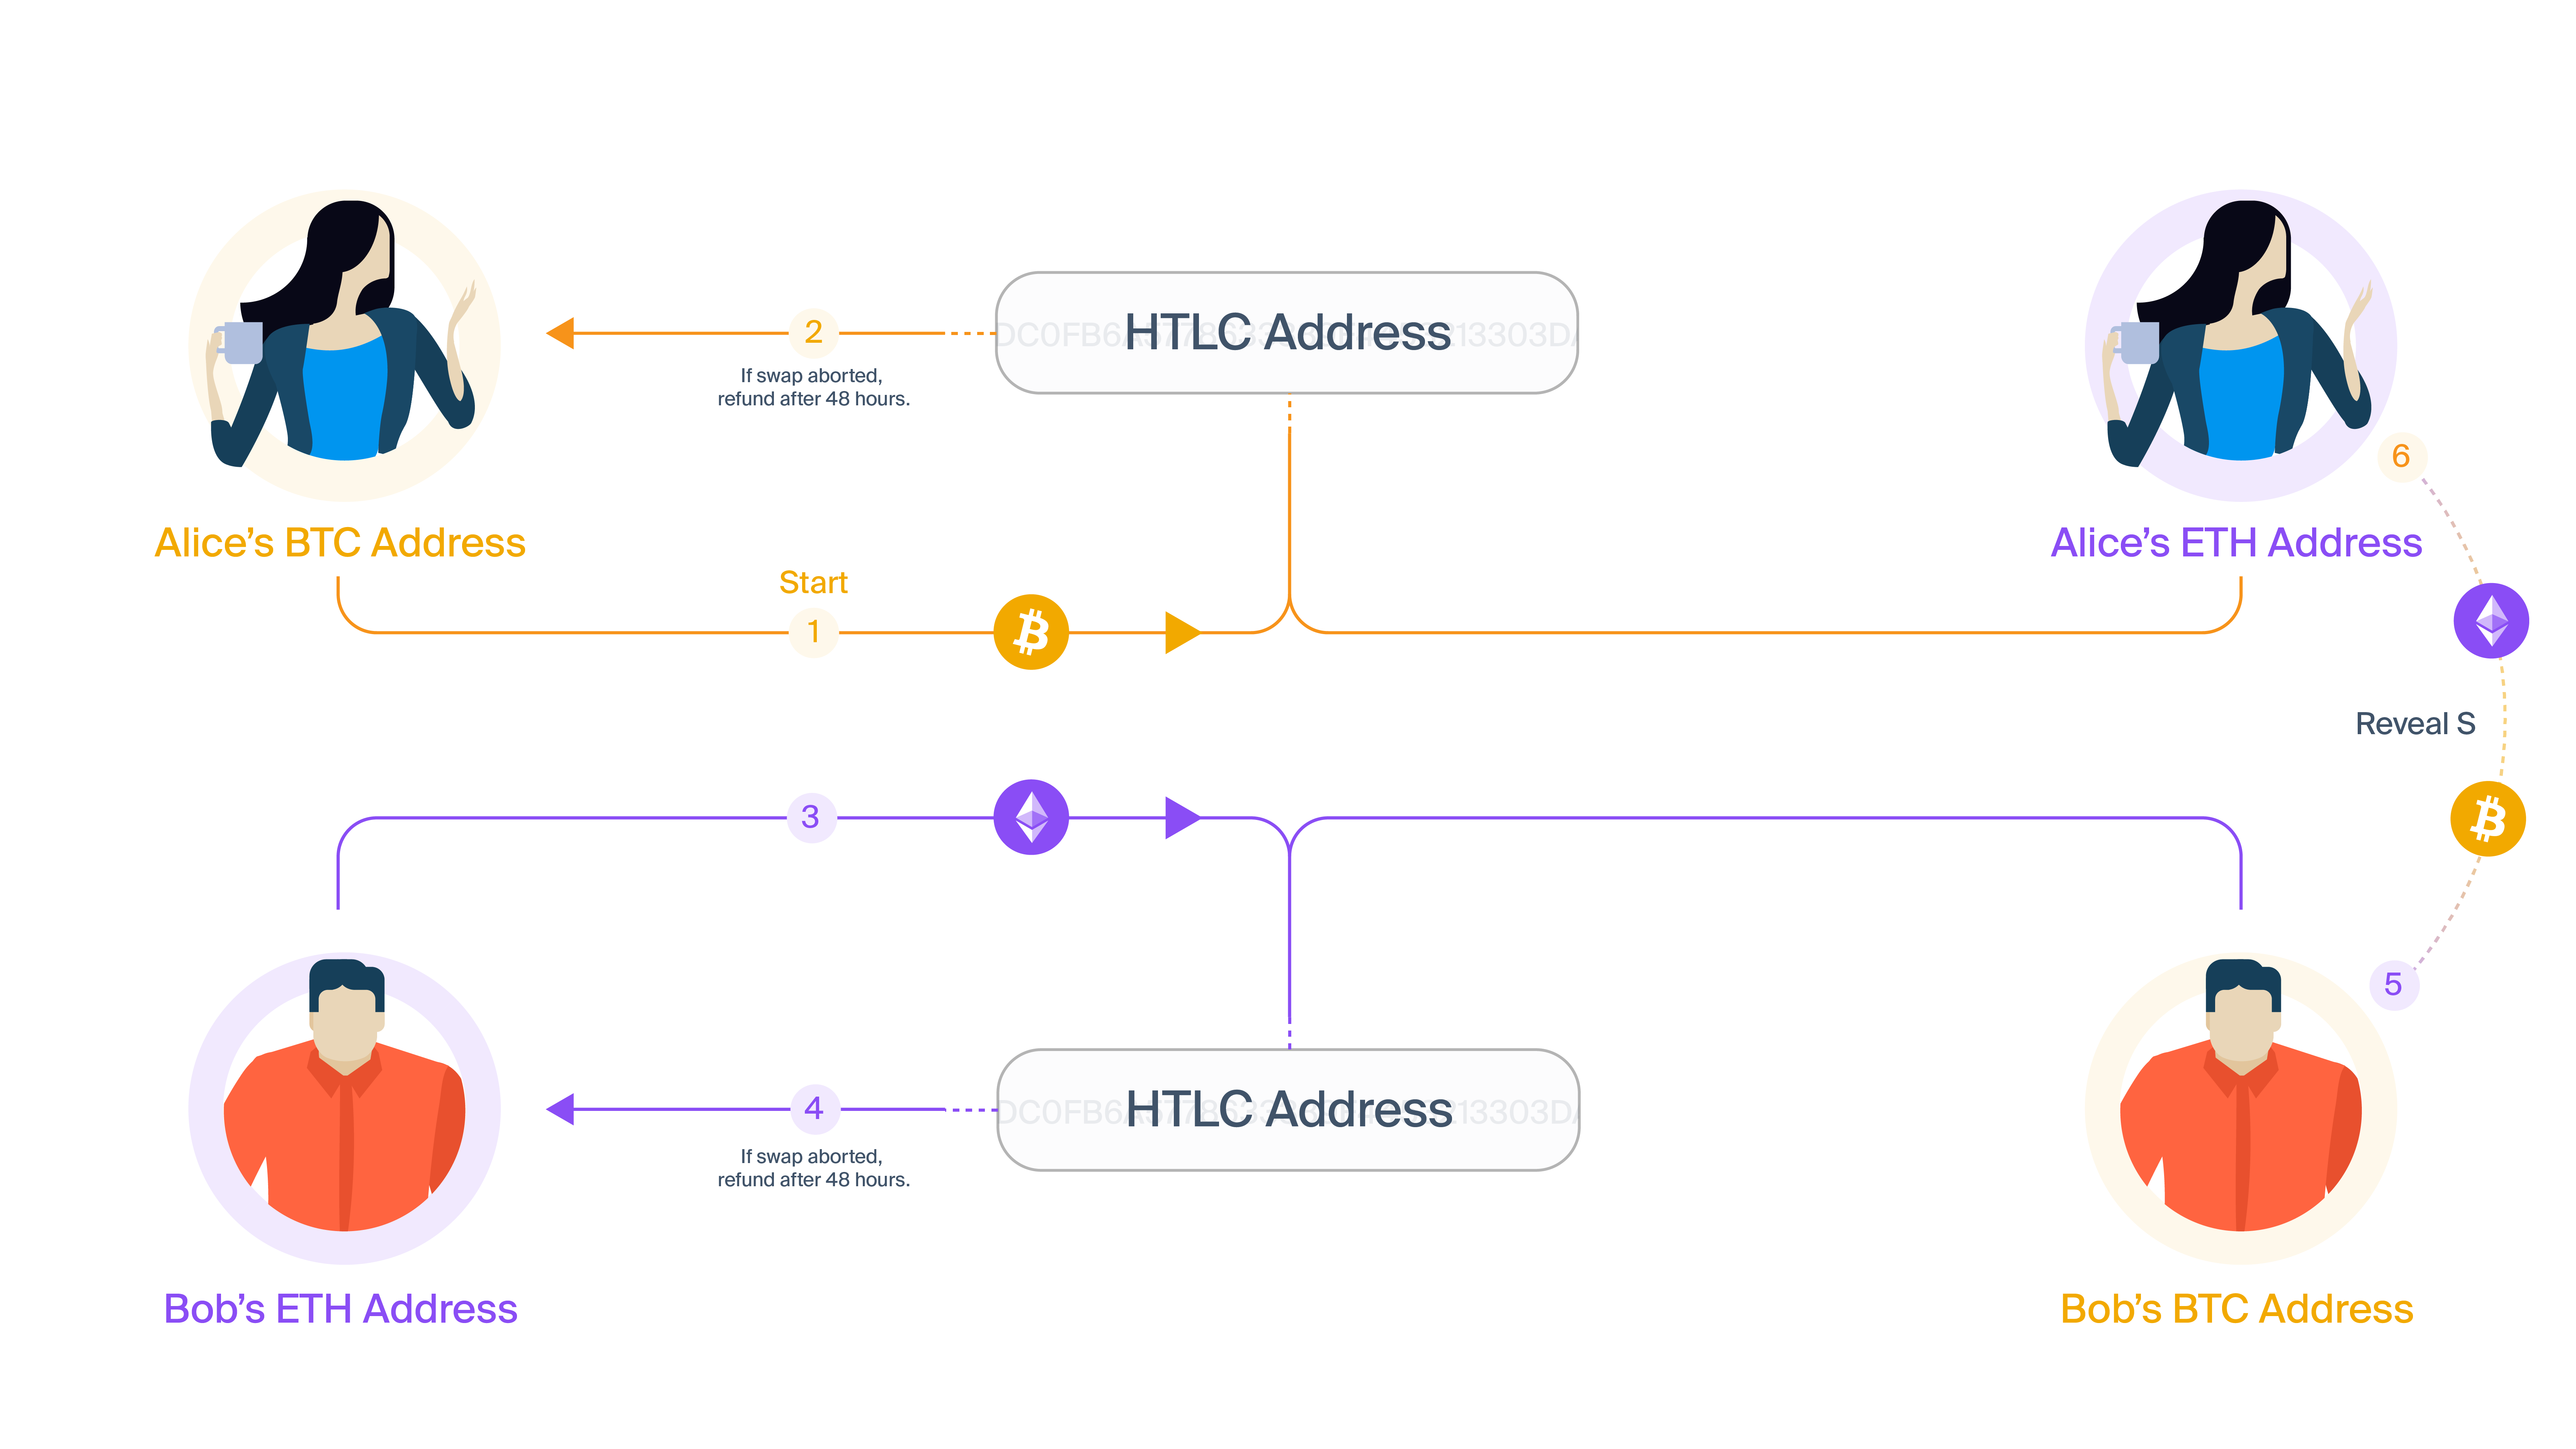 HTLC Address
2
If swap aborted,
refund after 48 hours.
6
Alice’s BTC Address
Alice’s ETH Address
Start
1
Reveal S
3
5
HTLC Address
4
If swap aborted,
refund after 48 hours.
Bob’s ETH Address
Bob’s BTC Address